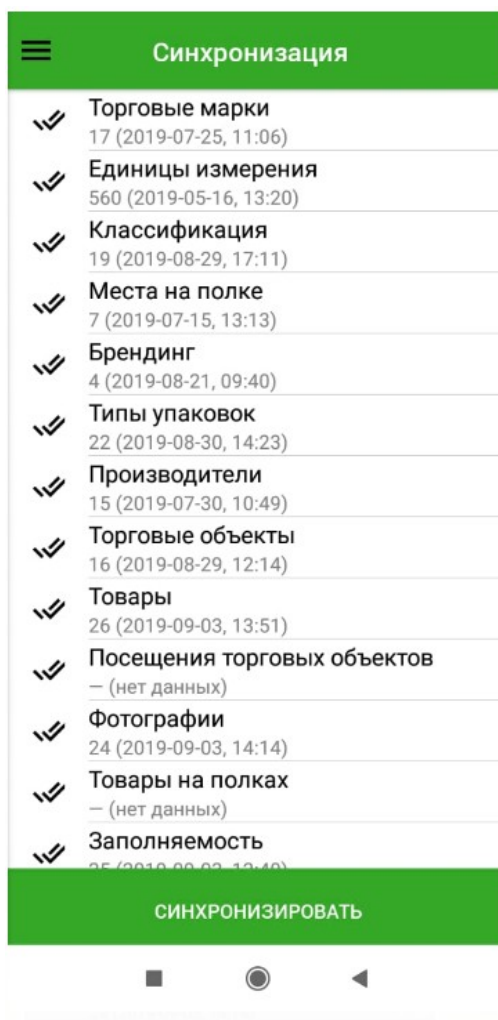 Синхронизация
Торговые марки
17 (2019-07-25, 11:06)
Единицы измерения
560 (2019-05-16, 13:20)
Классификация
19 (2019-08-29, 17:11)
Места на полке
7 (2019-07-15, 13:13)
Брендинг
4 (2019-08-21, 09:40)
Типы упаковок
22 (2019-08-30, 14:23)
Производители
15 (2019-07-30, 10:49)
Торговые объекты
16 (2019-08-29, 12:14)
Товары
26 (2019-09-03, 13:51)
Посещения торговых объектов
— (нет данных)
Фотографии
24 (2019-09-03, 14:14)
Товары на полках
— (нет данных)
Заполняемость
СИНХРОНИЗИРОВАТЬ